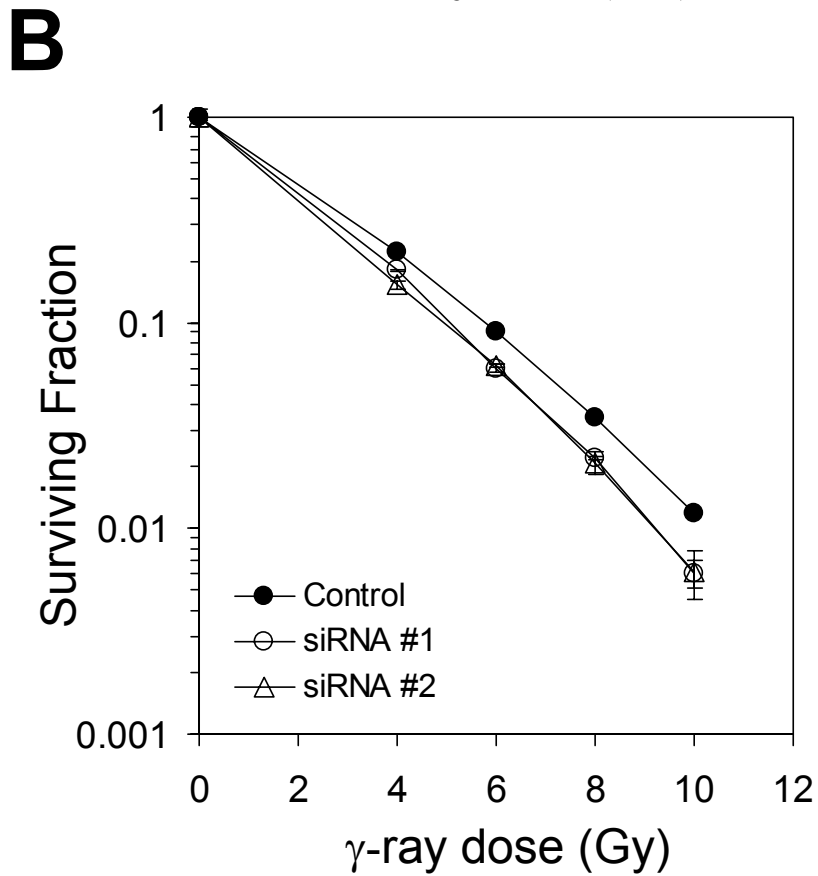 B
1
0.1
0.01
0.001
Surviving Fraction
Control
siRNA #1
siRNA #2
0 2 4 6 8 10 12
γ-ray dose (Gy)